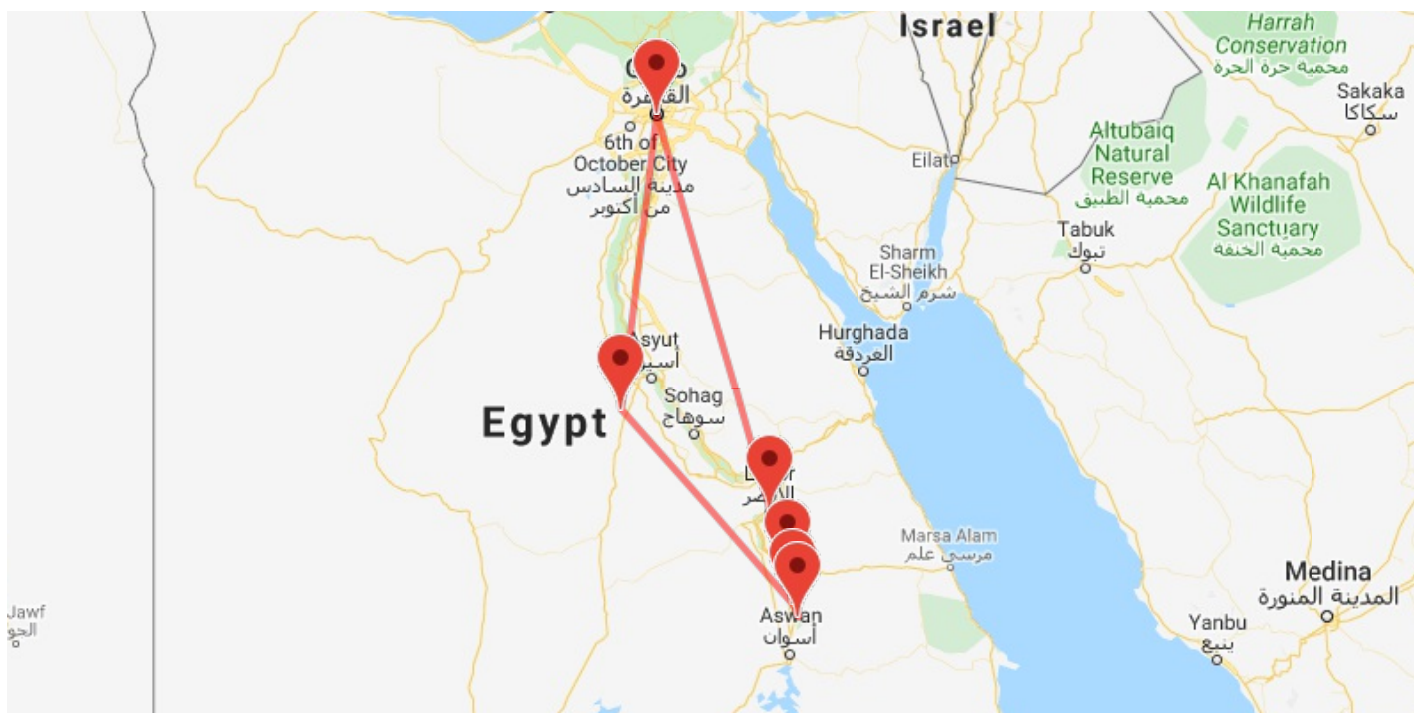 Israel
Harrah
Conservation
محمية حرة الحرة
Sakaka
سكاكا
6th of
October City
مدينة السادس
من أكتوبر
Eilat
Altubaiq
Natural
Reserve
محمية الطبيق
Al Khanafah
Wildlife
Sanctuary
محمية الخنفة
Tabuk
تبوك
Sharm
El-Sheikh
شرم الشيخ
Hurghada
الغردقة
Sohag
سوهاج
Egypt
Marsa Alam
مرسى علم
Medina
المدينة المنورة
Yanbu
ينبع
Aswan
أسوان
Jawf